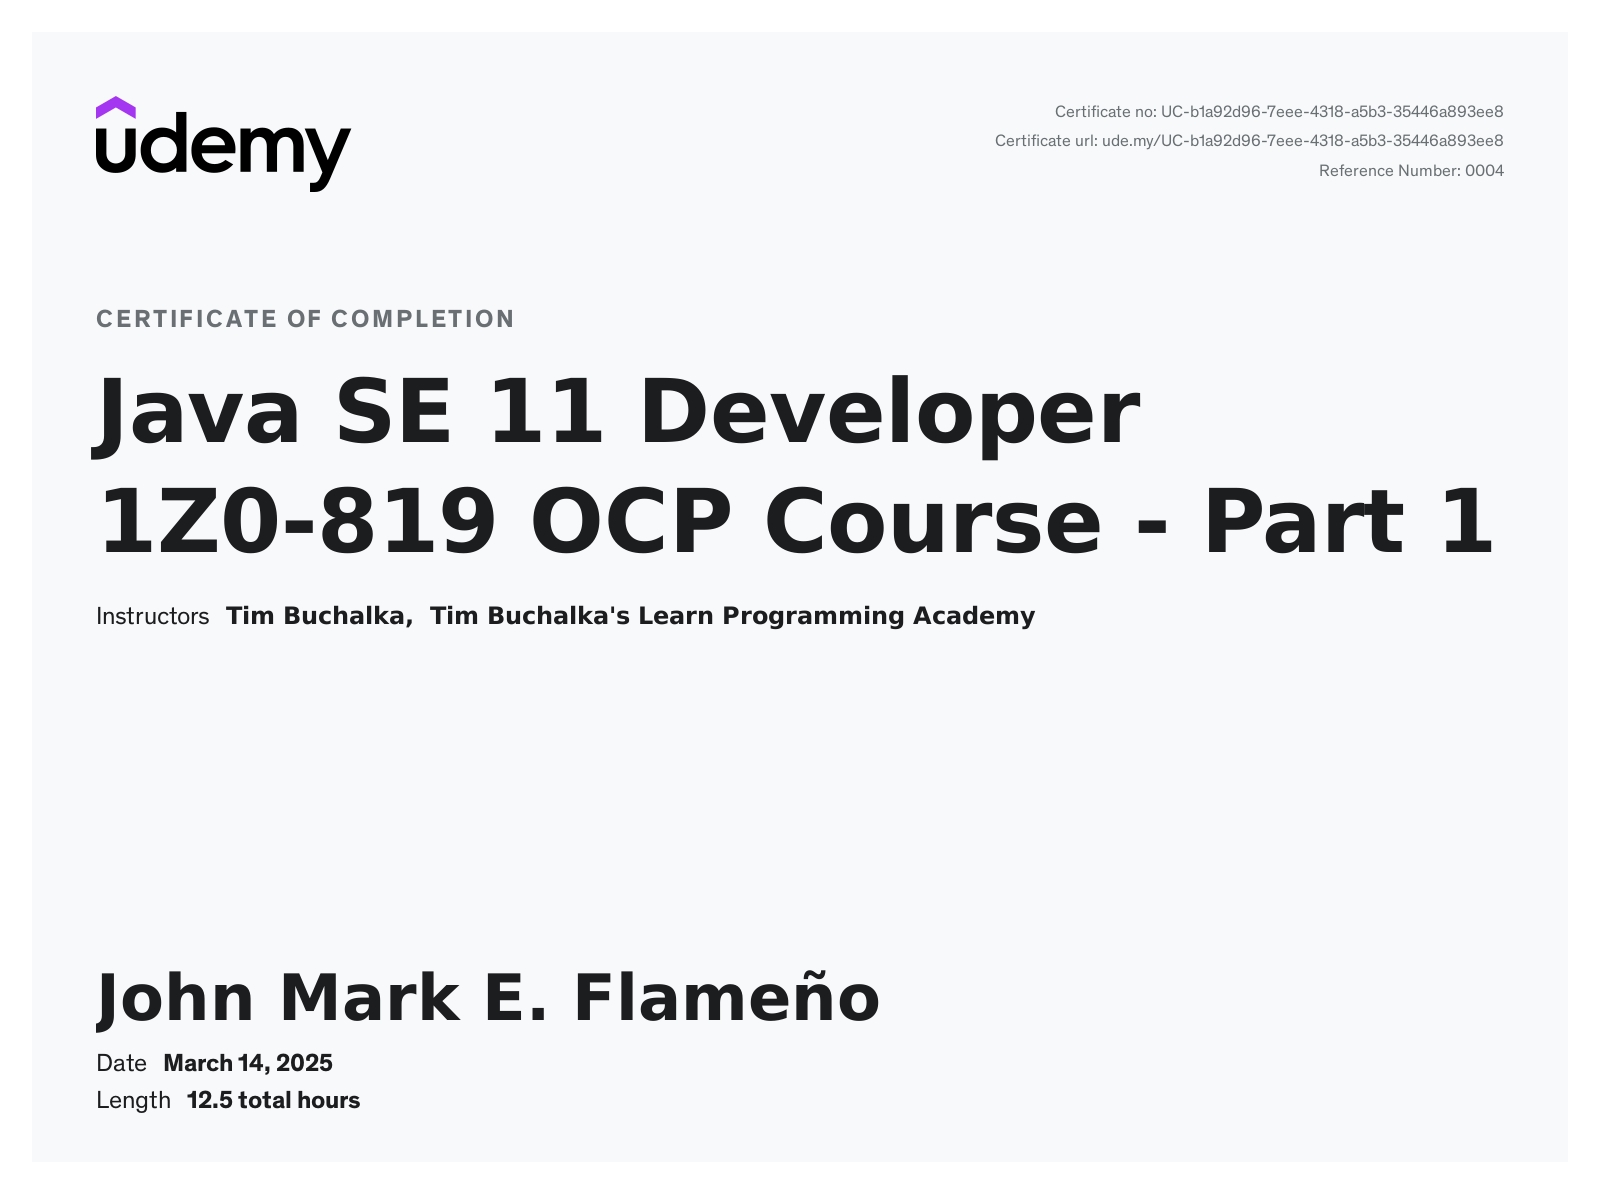 udemy
Certificate no: UC-b1a92d96-7eee-4318-a5b3-35446a893ee8
Certificate url: ude.my/UC-b1a92d96-7eee-4318-a5b3-35446a893ee8
Reference Number: 0004
CERTIFICATE OF COMPLETION
Java SE 11 Developer
1Z0-819 OCP Course - Part 1
Instructors Tim Buchalka, Tim Buchalka's Learn Programming Academy
John Mark E. Flameño
Date March 14, 2025
Length 12.5 total hours